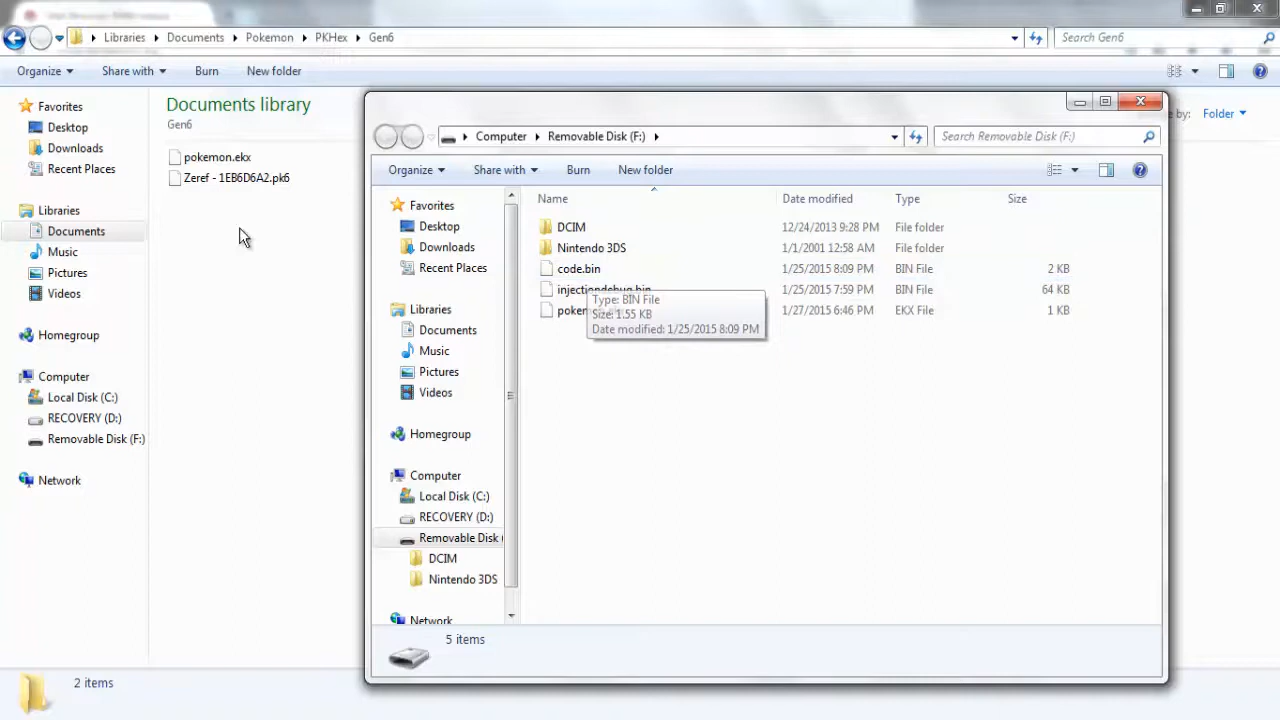 Libraries Documents Pokemon PKHex Gen6 Search Gen6
Organize Share with Burn New folder
Favorites
Desktop
Downloads
Recent Places
Libraries
Documents
Music
Pictures
Videos
Homegroup
Computer
Local Disk (C:)
RECOVERY (D:)
Removable Disk (F:)
Network
Documents library
Gen6
Folder
pokemon.ekx
Zeref - 1EB6D6A2.pk6
2 items
Computer Removable Disk (F:) Search Removable Disk (F:)
Organize Share with Burn New folder
Favorites
Desktop
Downloads
Recent Places
Libraries
Documents
Music
Pictures
Videos
Homegroup
Computer
Local Disk (C:)
RECOVERY (D:)
Removable Disk (
DCIM
Nintendo 3DS
Network
Name Date modified Type Size
DCIM 12/24/2013 9:28 PM File folder
Nintendo 3DS 1/1/2001 12:58 AM File folder
code.bin 1/25/2015 8:09 PM BIN File 2 KB
injectiondebug.bin 1/25/2015 7:59 PM BIN File 64 KB
poken 1/27/2015 6:46 PM EKX File 1 KB
Type: BIN File
Size: 1.55 KB
Date modified: 1/25/2015 8:09 PM
5 items